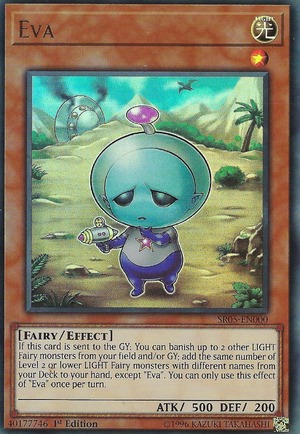 Eva
LIGHT
光
SR05-EN000
[Fairy/Effect]
If this card is sent to the GY: You can banish up to 2 other LIGHT
Fairy monsters from your field and/or GY; add the same number of
Level 2 or lower LIGHT Fairy monsters with different names from
your Deck to your hand, except "Eva". You can only use this effect
of "Eva" once per turn.
ATK/ 500 DEF/ 200
40177746 1st Edition ©1996 KAZUKI TAKAHASHI